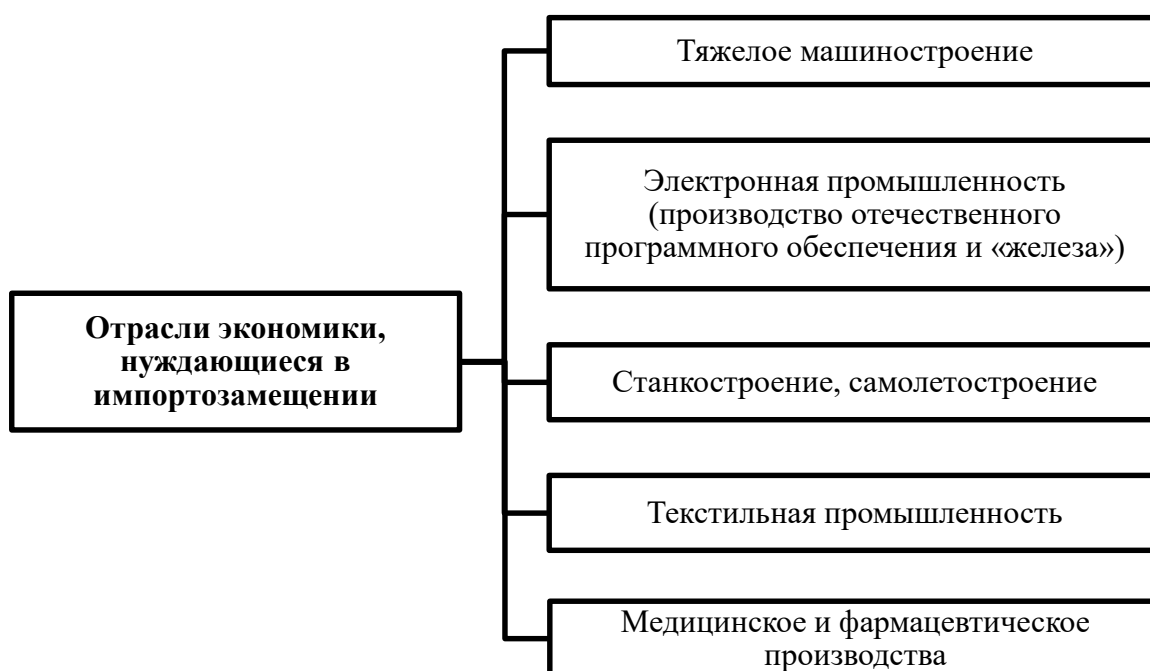 Тяжелое машиностроение
Электронная промышленность
(производство отечественного
программного обеспечения и «железа»)
Отрасли экономики,
нуждающиеся в
импортозамещении
Станкостроение, самолетостроение
Текстильная промышленность
Медицинское и фармацевтическое
производства